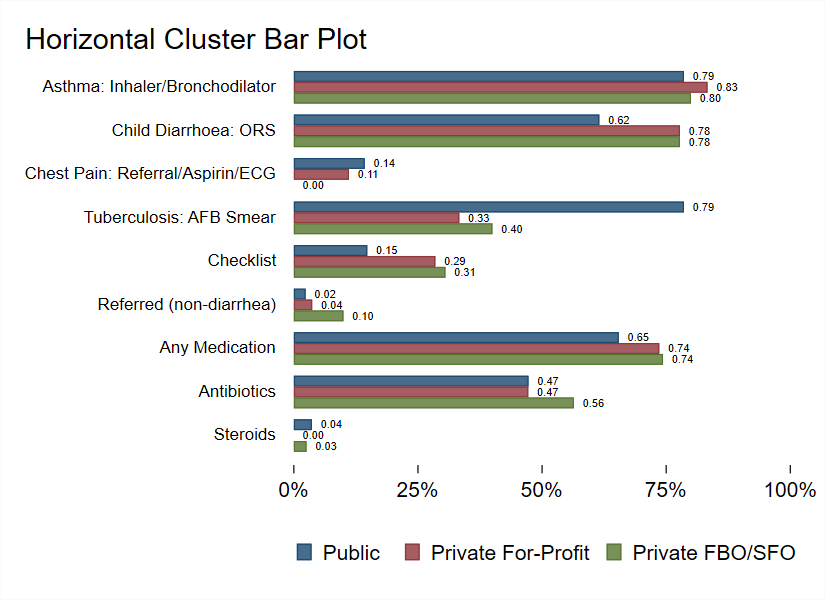 Horizontal Cluster Bar Plot
Asthma: Inhaler/Bronchodilator
0.79
0.83
0.80
Child Diarrhoea: ORS
0.62
0.78
0.78
Chest Pain: Referral/Aspirin/ECG
0.14
0.11
0.00
Tuberculosis: AFB Smear
0.79
0.33
0.40
Checklist
0.15
0.29
0.31
Referred (non-diarrhea)
0.02
0.04
0.10
Any Medication
0.65
0.74
0.74
Antibiotics
0.47
0.47
0.56
Steroids
0.04
0.00
0.03
0% 25% 50% 75% 100%
Public Private For-Profit Private FBO/SFO